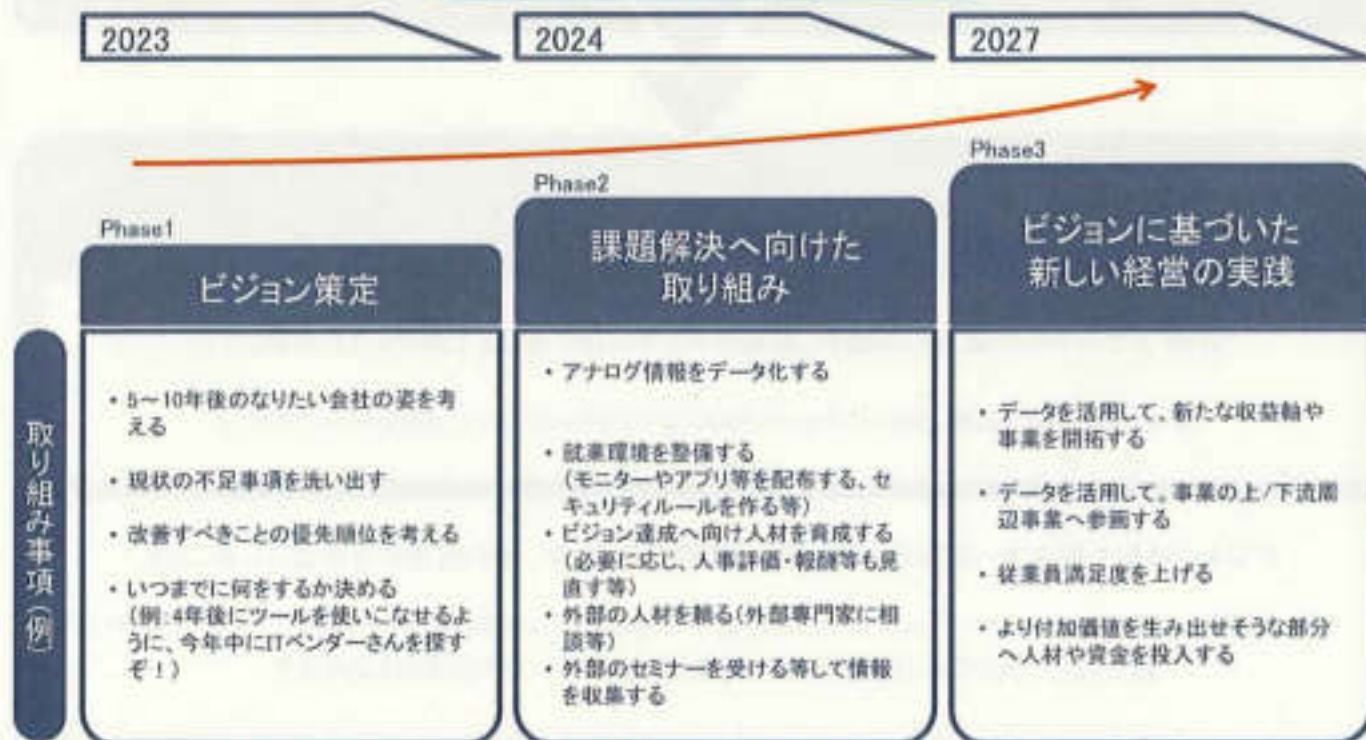 2023
2024
2027
Phase1
ビジョン策定
Phase2
課題解決へ向けた
取り組み
Phase3
ビジョンに基づいた
新しい経営の実践
取り組み事項(例)
・5～10年後のなりたい会社の姿を考
える
・現状の不足事項を洗い出す
・改善すべきことの優先順位を考える
・いつまでに何をするか決める
(例:4年後にツールを使いこなせるよ
うに、今年中にITベンダーさんを探す
ぞ!)
・アナログ情報をデータ化する
・就業環境を整備する
(モニターやアプリ等を配布する、セ
キュリティルールを作る等)
・ビジョン達成へ向け人材を育成する
(必要に応じ、人事評価・報酬等も見
直す等)
・外部の人材を頼る(外部専門家に相
談等)
・外部のセミナーを受ける等して情報
を収集する
・データを活用して、新たな収益軸や
事業を開拓する
・データを活用して、事業の上/下流周
辺事業へ参画する
・従業員満足度を上げる
・より付加価値を生み出せそうな部分
へ人材や資金を投入する